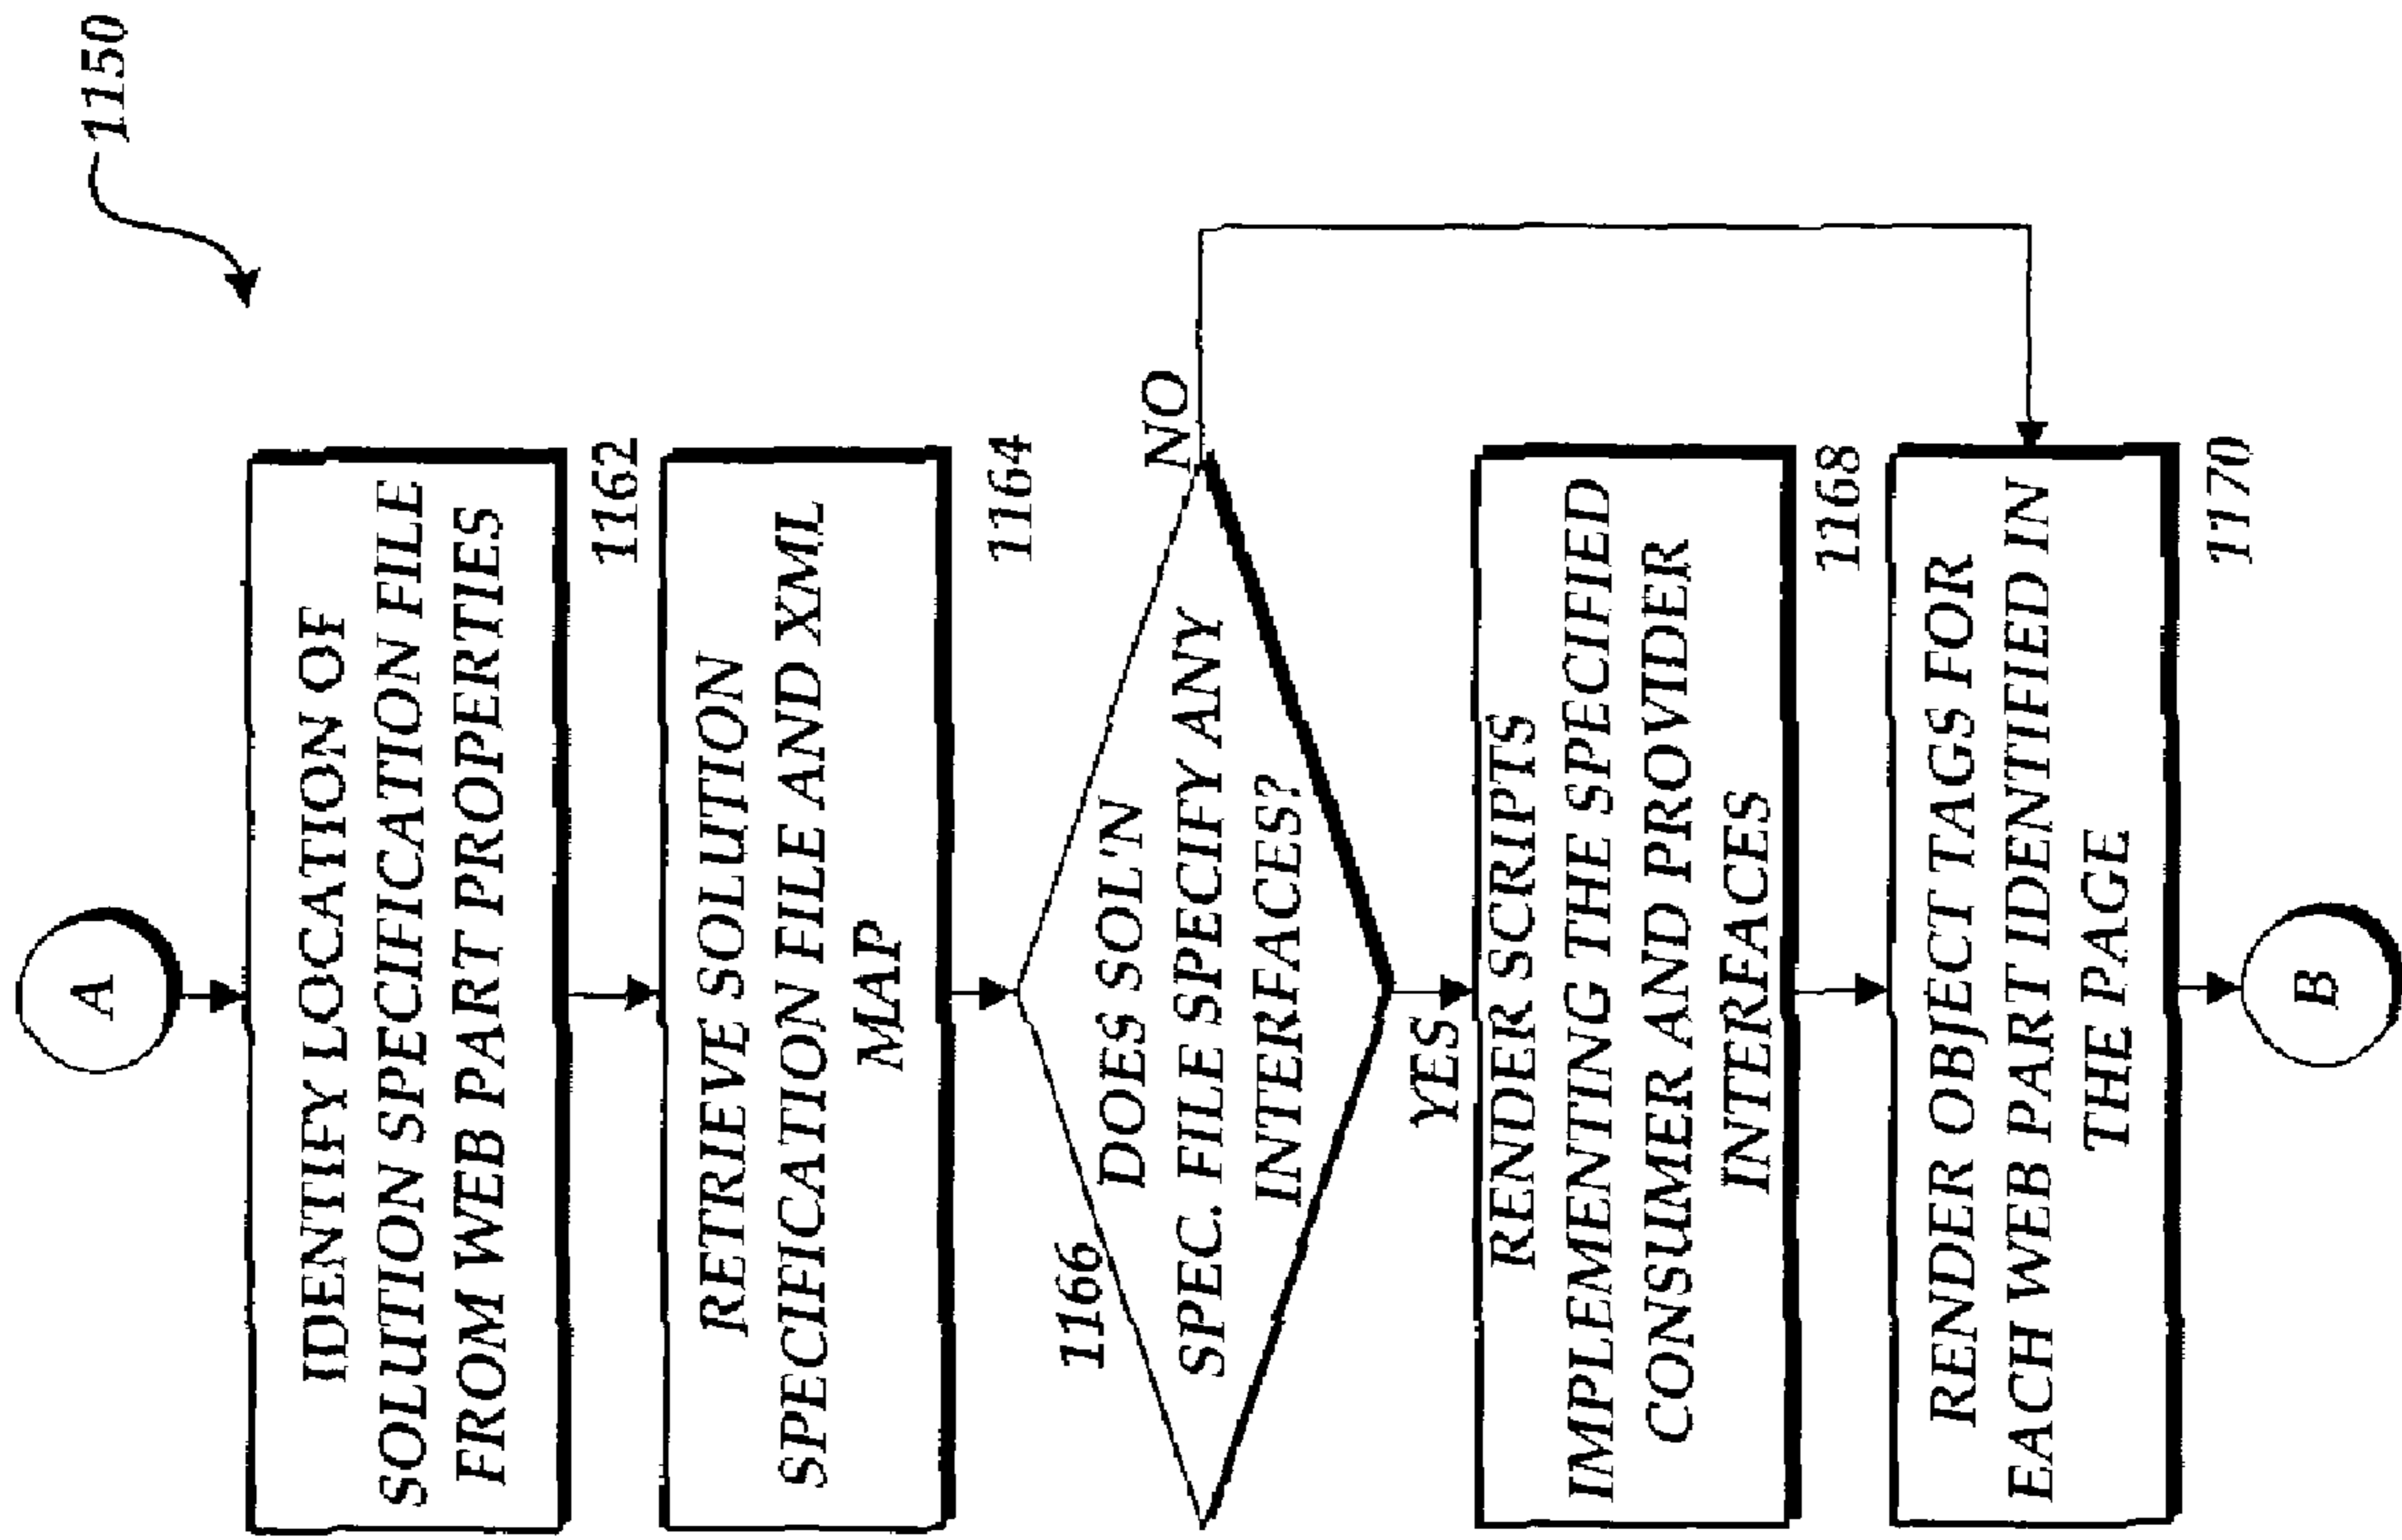 1150
A
IDENTIFY LOCATION OF
SOLUTION SPECIFICATION FILE
FROM WEB PART PROPERTIES
1162
RETRIEVE SOLUTION
SPECIFICATION FILE AND XML
MAP
1164
1166
DOES SOL'N
SPEC. FILE SPECIFY ANY
INTERFACES?
NO
YES
RENDER SCRIPTS
IMPLEMENTING THE SPECIFIED
CONSUMER AND PROVIDER
INTERFACES
1168
RENDER OBJECT TAGS FOR
EACH WEB PART IDENTIFIED IN
THE PAGE
1170
B